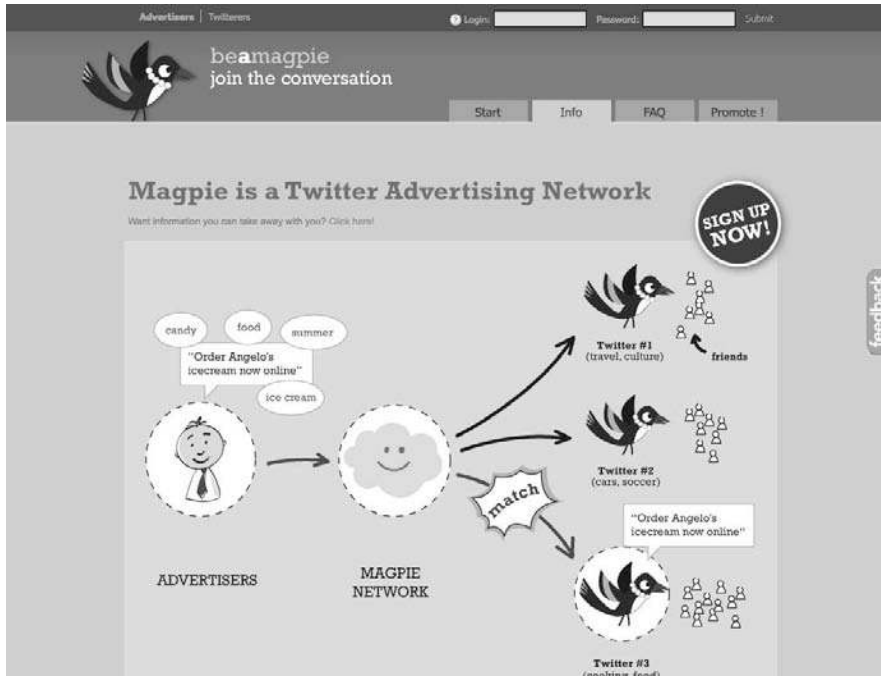 Advertisers | Twitterers
Login:
Password:
Submit
beamagpie
join the conversation
Start
Info
FAQ
Promote !
Magpie is a Twitter Advertising Network
Want information you can take away with you? Click here!
SIGN UP
NOW!
feedback
candy
food
summer
"Order Angelo's
icecream now online"
ice cream
Twitter #1
(travel, culture)
friends
Twitter #2
(cars, soccer)
match
"Order Angelo's
icecream now online"
ADVERTISERS
MAGPIE
NETWORK
Twitter #3
(cooking, food)